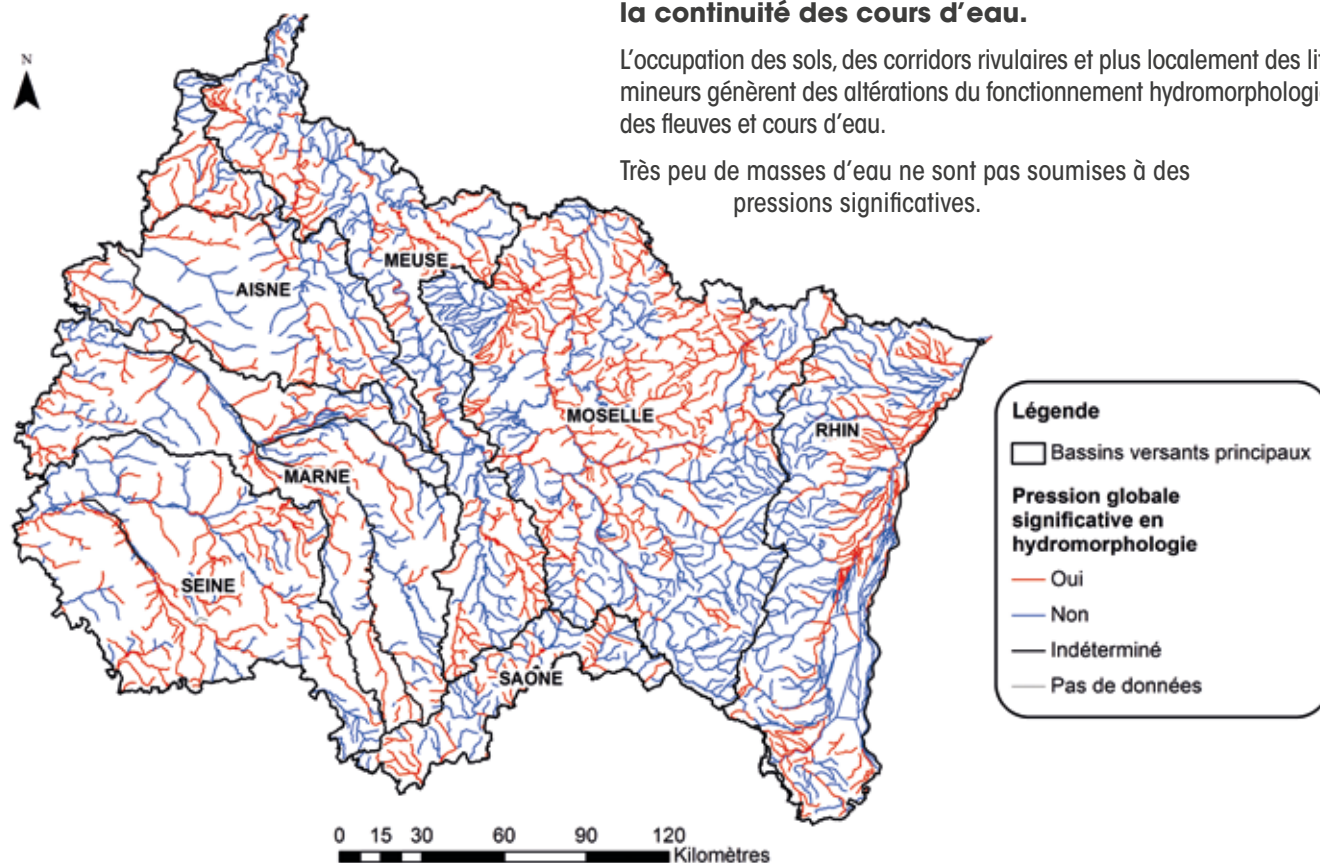 la continuité des cours d'eau.
L'occupation des sols, des corridors rivulaires et plus localement des
mineurs génèrent des altérations du fonctionnement
des fleuves et cours d'eau.
Très peu de masses d'eau ne sont pas soumises à des
pressions significatives.
N
MEUSE
AISNE
MOSELLE
RHIN
MARNE
SEINE
SAÔNE
Légende
Bassins versants principaux
Pression globale
significative en
hydromorphologie
Oui
Non
Indéterminé
Pas de données
0 15 30 60 90 120
Kilomètres